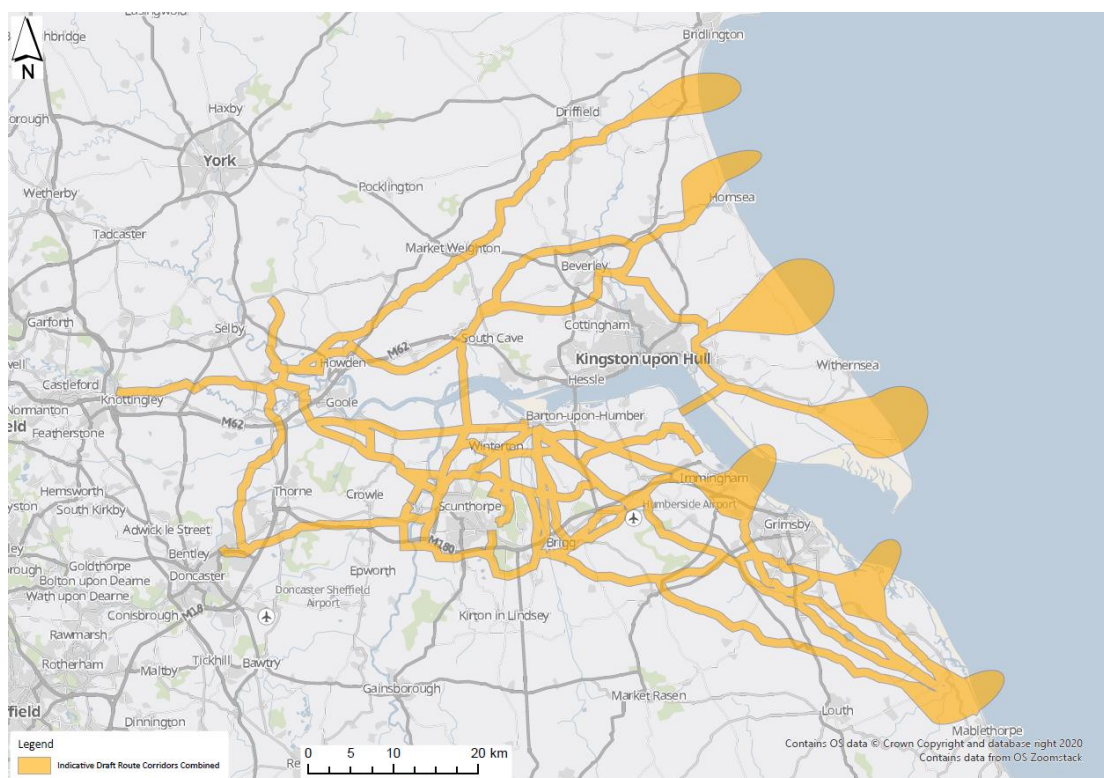 Easingwold
Bridlington
N
Haxby
Driffield
York
Pocklington
Wetherby
Hornsea
Tadcaster
Market Weighton
Beverley
Garforth
Selby
Cottingham
South Cave
M62
Howden
Kingston upon Hull
Withernsea
Castleford
Hessle
Knottingley
Goole
Normanton
M62
Barton-upon-Humber
Featherstone
Winterton
Immingham
Hemsworth
Thorne
Crowle
Scunthorpe
Humberside Airport
South Kirkby
Grimsby
Adwick le Street
M180
Brigg
Bentley
Goldthorpe
Doncaster
Epworth
Bolton upon Dearne
Wath upon Dearne
Doncaster Sheffield
Airport
Kirton in Lindsey
Conisbrough
M18
Rawmarsh
Rotherham
Maltby
Tickhill
Bawtry
Gainsborough
Market Rasen
Louth
Dinnington
Mablethorpe
Legend
Indicative Draft Route Corridors Combined
0 5 10 20 km
Contains OS data © Crown Copyright and database right 2020
Contains data from OS Zoomstack